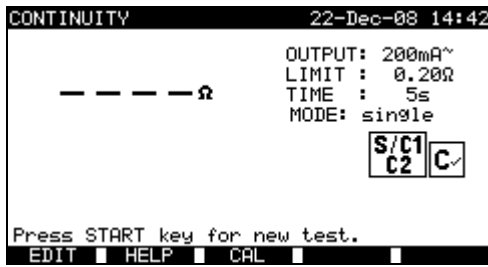 CONTINUITY 22-Dec-08 14:42
OUTPUT: 200mA~
LIMIT : 0.20Ω
– – – – Ω TIME : 5s
MODE: single
S/C1
C2 C✓
Press START key for new test.
EDIT HELP CAL